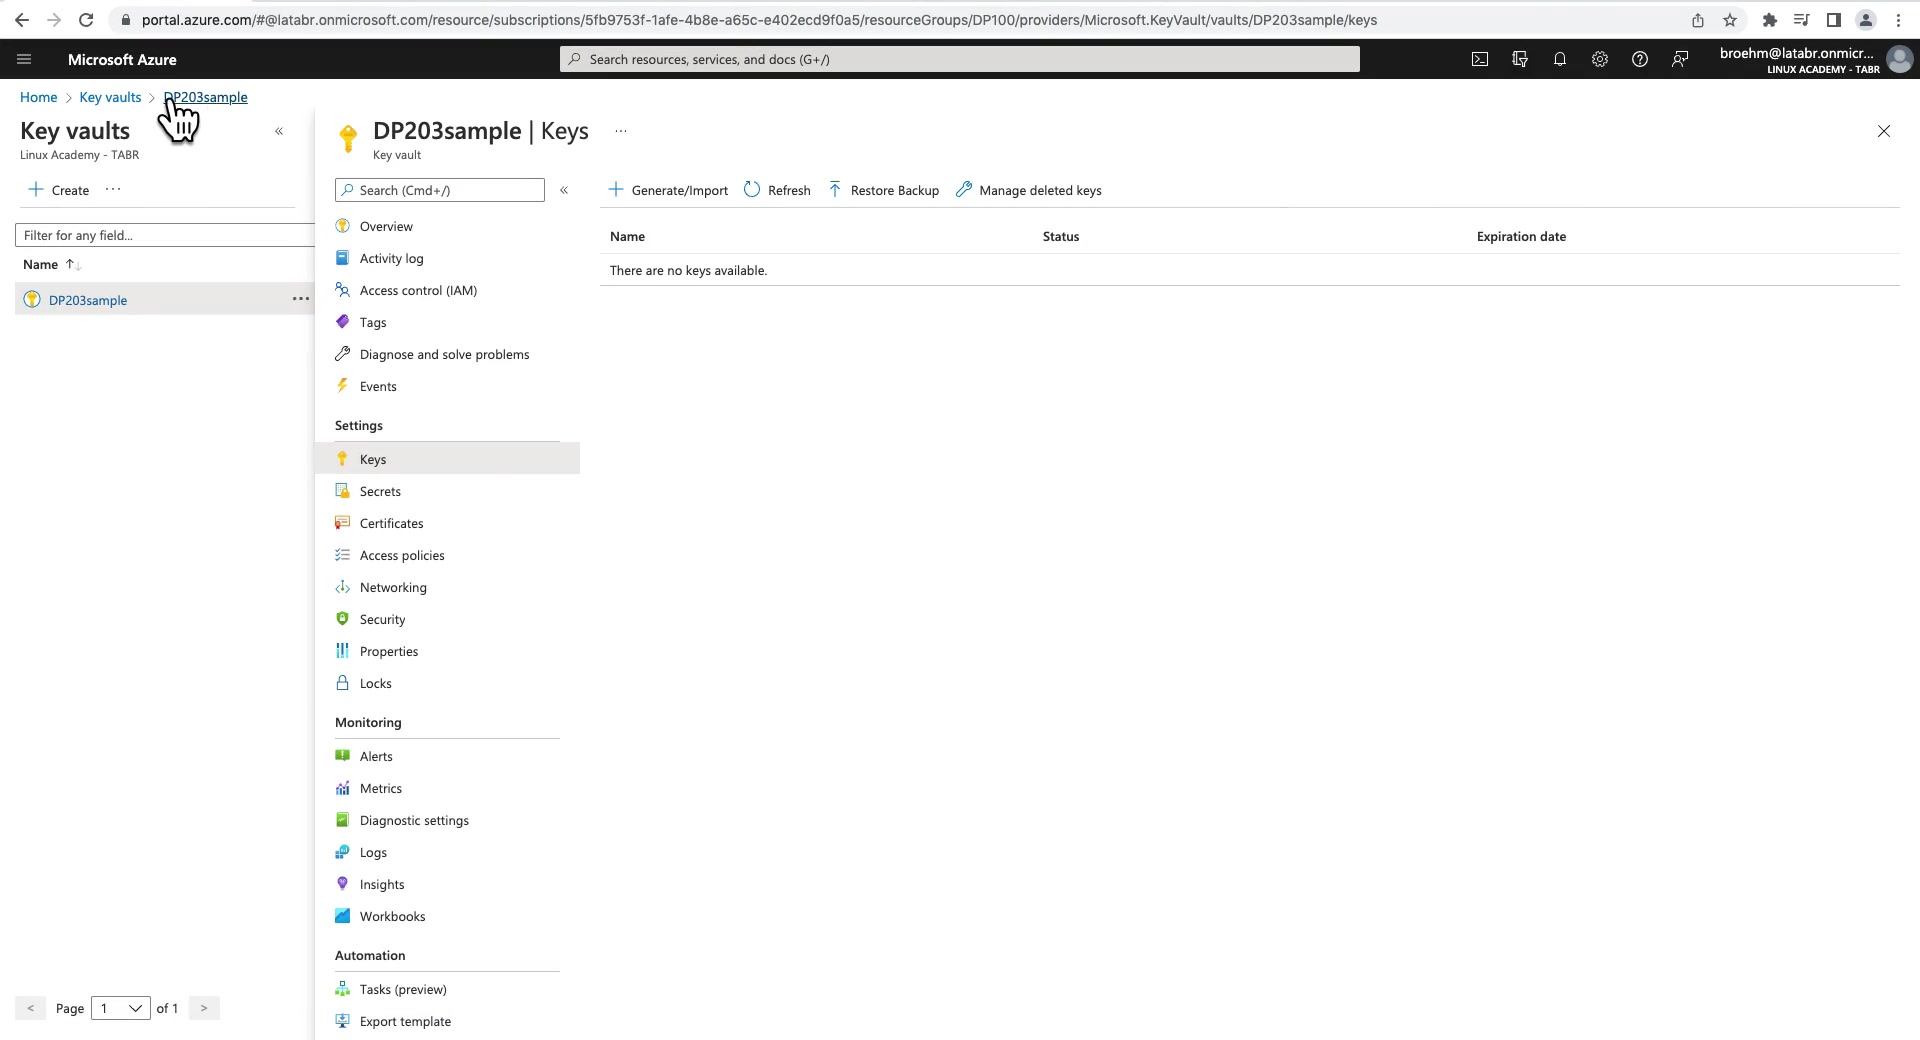 portal.azure.com/#@latabr.onmicrosoft.com/resource/subscriptions/5fb9753f-1afe-4b8e-a65c-e402ecd9f0a5/resourceGroups/DP100/providers/Microsoft.KeyVault/vaults/DP203sample/keys
Microsoft Azure
Search resources, services, and docs (G+/)
broehm@latabr.onmicr...
LINUX ACADEMY - TABR
Home > Key vaults > DP203sample
Key vaults
Linux Academy - TABR
Create
Filter for any field...
Name
DP203sample
< Page 1 of 1 >
DP203sample | Keys
Key vault
Search (Cmd+/)
Overview
Activity log
Access control (IAM)
Tags
Diagnose and solve problems
Events
Settings
Keys
Secrets
Certificates
Access policies
Networking
Security
Properties
Locks
Monitoring
Alerts
Metrics
Diagnostic settings
Logs
Insights
Workbooks
Automation
Tasks (preview)
Export template
Generate/Import Refresh Restore Backup Manage deleted keys
Name Status Expiration date
There are no keys available.